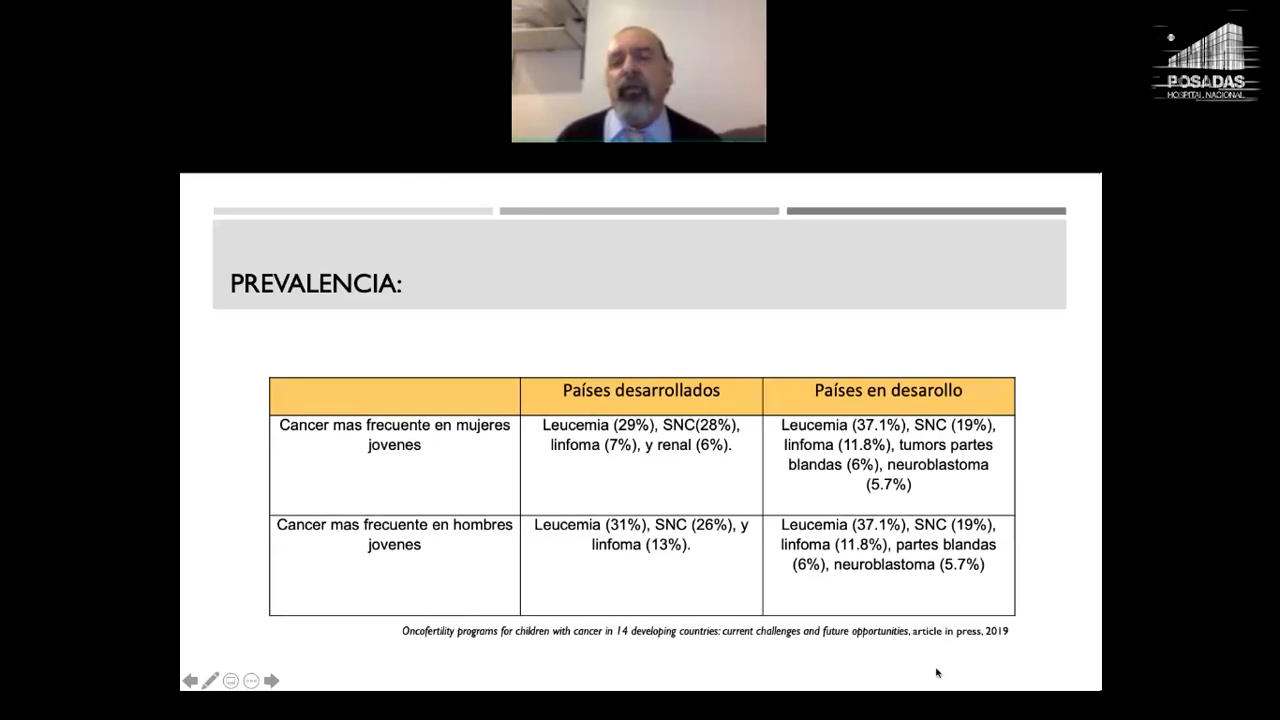 POSADAS
HOSPITAL NACIONAL
PREVALENCIA:
Países desarrollados
Países en desarollo
Cancer mas frecuente en mujeres
jovenes
Leucemia (29%), SNC(28%),
linfoma (7%), y renal (6%).
Leucemia (37.1%), SNC (19%),
linfoma (11.8%), tumors partes
blandas (6%), neuroblastoma
(5.7%)
Cancer mas frecuente en hombres
jovenes
Leucemia (31%), SNC (26%), y
linfoma (13%).
Leucemia (37.1%), SNC (19%),
linfoma (11.8%), partes blandas
(6%), neuroblastoma (5.7%)
Oncofertility programs for children with cancer in 14 developing countries: current challenges and future opportunities, article in press, 2019